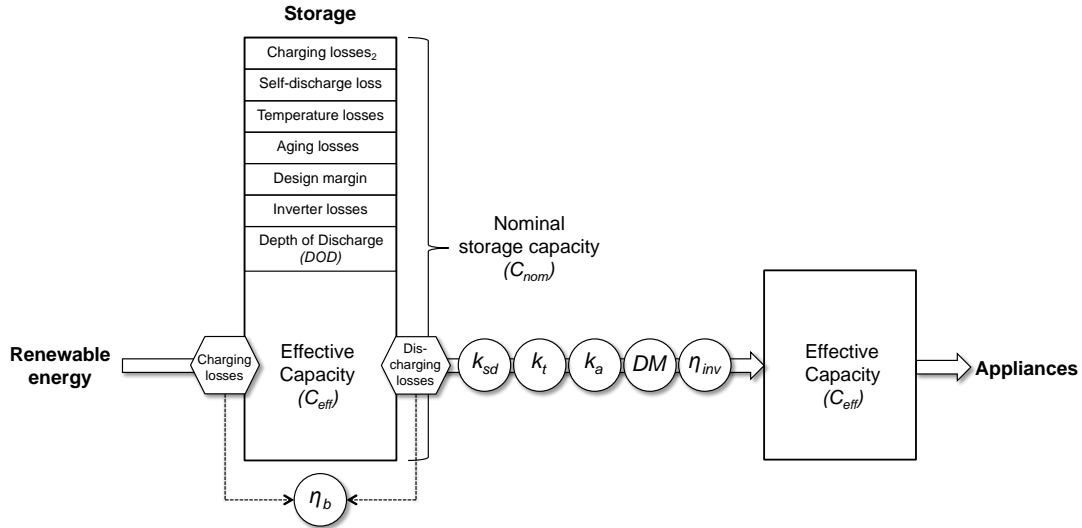 Storage
Charging losses₂
Self-discharge loss
Temperature losses
Aging losses
Design margin
Inverter losses
Depth of Discharge
(DOD)
Nominal
storage capacity
(Cnom)
Renewable
energy
Charging
losses
Effective
Capacity
(Ceff)
Dis-
charging
losses
ksd
kt
ka
DM
ηinv
Effective
Capacity
(Ceff)
Appliances
ηb